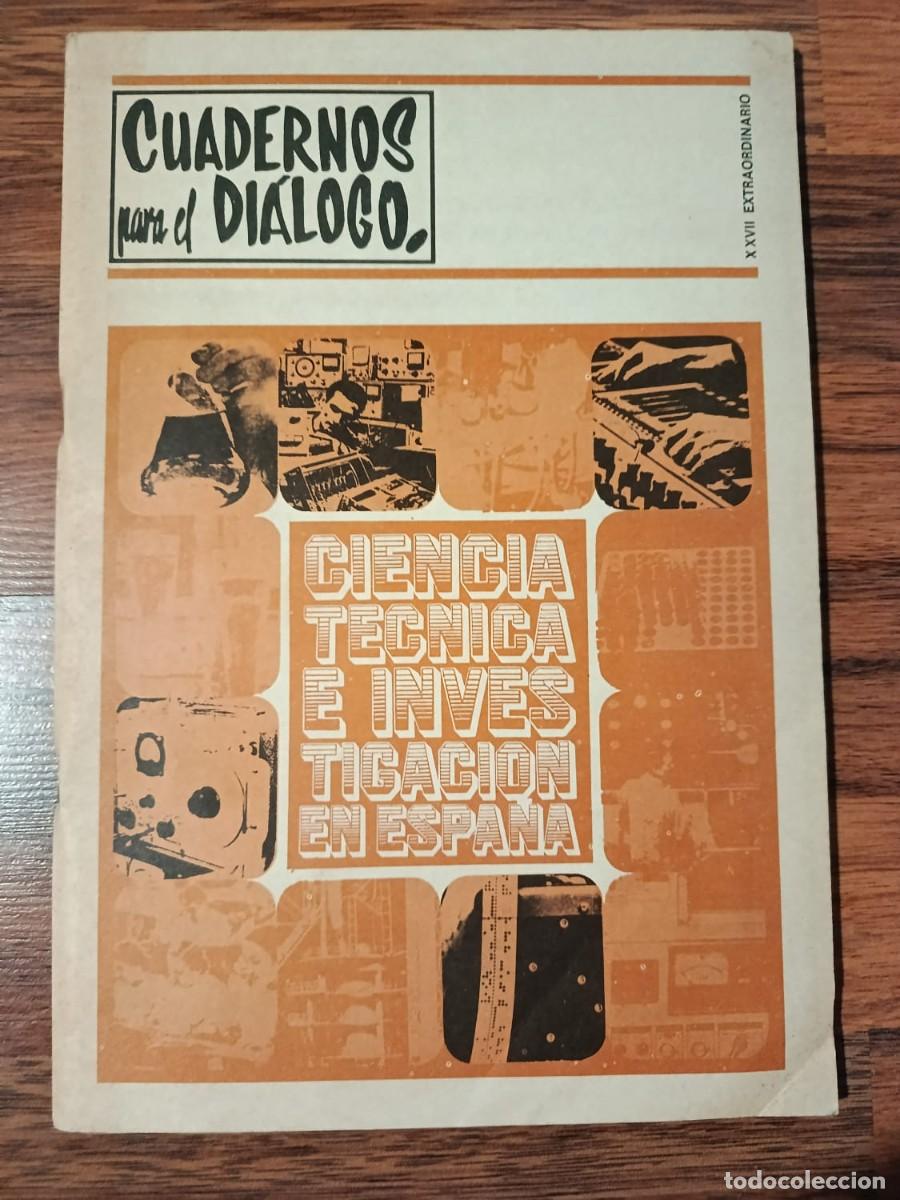 CUADERNOS
para el DIÁLOGO.
XXVII EXTRAORDINARIO
CIENCIA
TECNICA
E INVES
TIGACION
EN ESPAÑA
todocoleccion